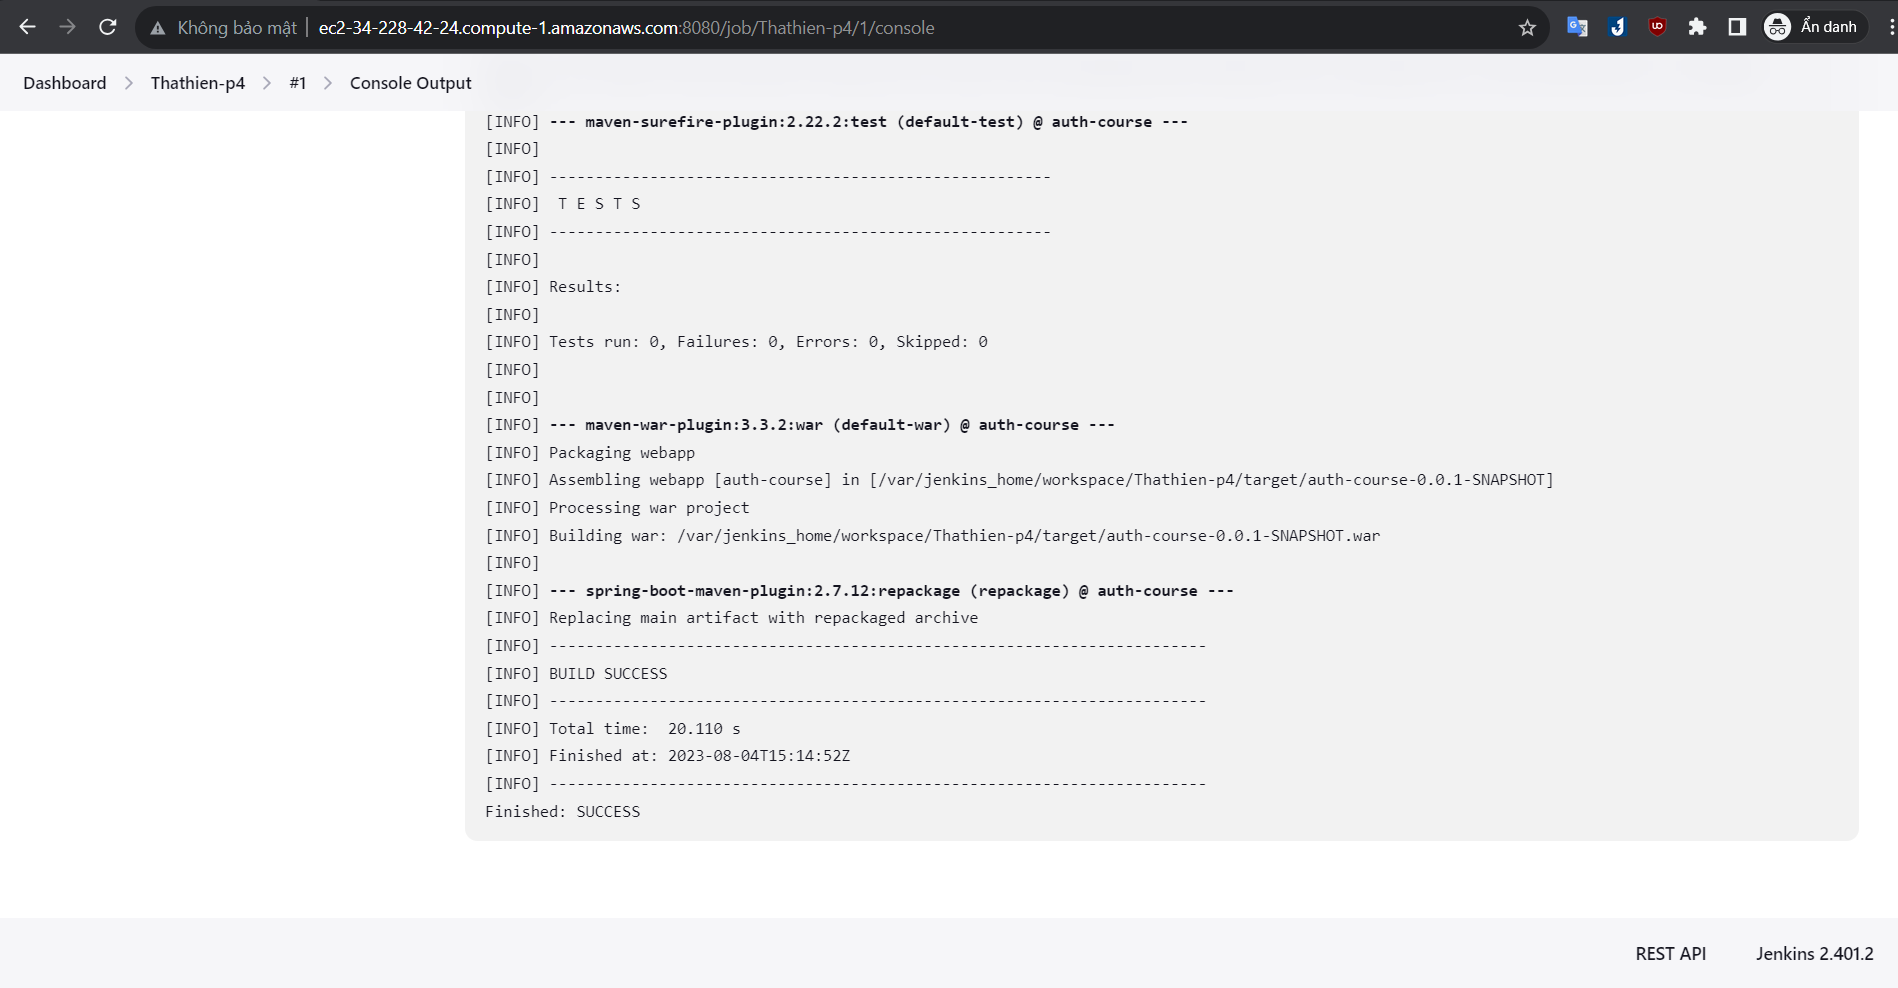 Không bảo mật | ec2-34-228-42-24.compute-1.amazonaws.com:8080/job/Thathien-p4/1/console
Ẩn danh
Dashboard > Thathien-p4 > #1 > Console Output
[INFO] --- maven-surefire-plugin:2.22.2:test (default-test) @ auth-course ---
[INFO]
[INFO] -------------------------------------------------------
[INFO]  T E S T S
[INFO] -------------------------------------------------------
[INFO]
[INFO] Results:
[INFO]
[INFO] Tests run: 0, Failures: 0, Errors: 0, Skipped: 0
[INFO]
[INFO]
[INFO] --- maven-war-plugin:3.3.2:war (default-war) @ auth-course ---
[INFO] Packaging webapp
[INFO] Assembling webapp [auth-course] in [/var/jenkins_home/workspace/Thathien-p4/target/auth-course-0.0.1-SNAPSHOT]
[INFO] Processing war project
[INFO] Building war: /var/jenkins_home/workspace/Thathien-p4/target/auth-course-0.0.1-SNAPSHOT.war
[INFO]
[INFO] --- spring-boot-maven-plugin:2.7.12:repackage (repackage) @ auth-course ---
[INFO] Replacing main artifact with repackaged archive
[INFO] ------------------------------------------------------------------------
[INFO] BUILD SUCCESS
[INFO] ------------------------------------------------------------------------
[INFO] Total time:  20.110 s
[INFO] Finished at: 2023-08-04T15:14:52Z
[INFO] ------------------------------------------------------------------------
Finished: SUCCESS
REST API
Jenkins 2.401.2